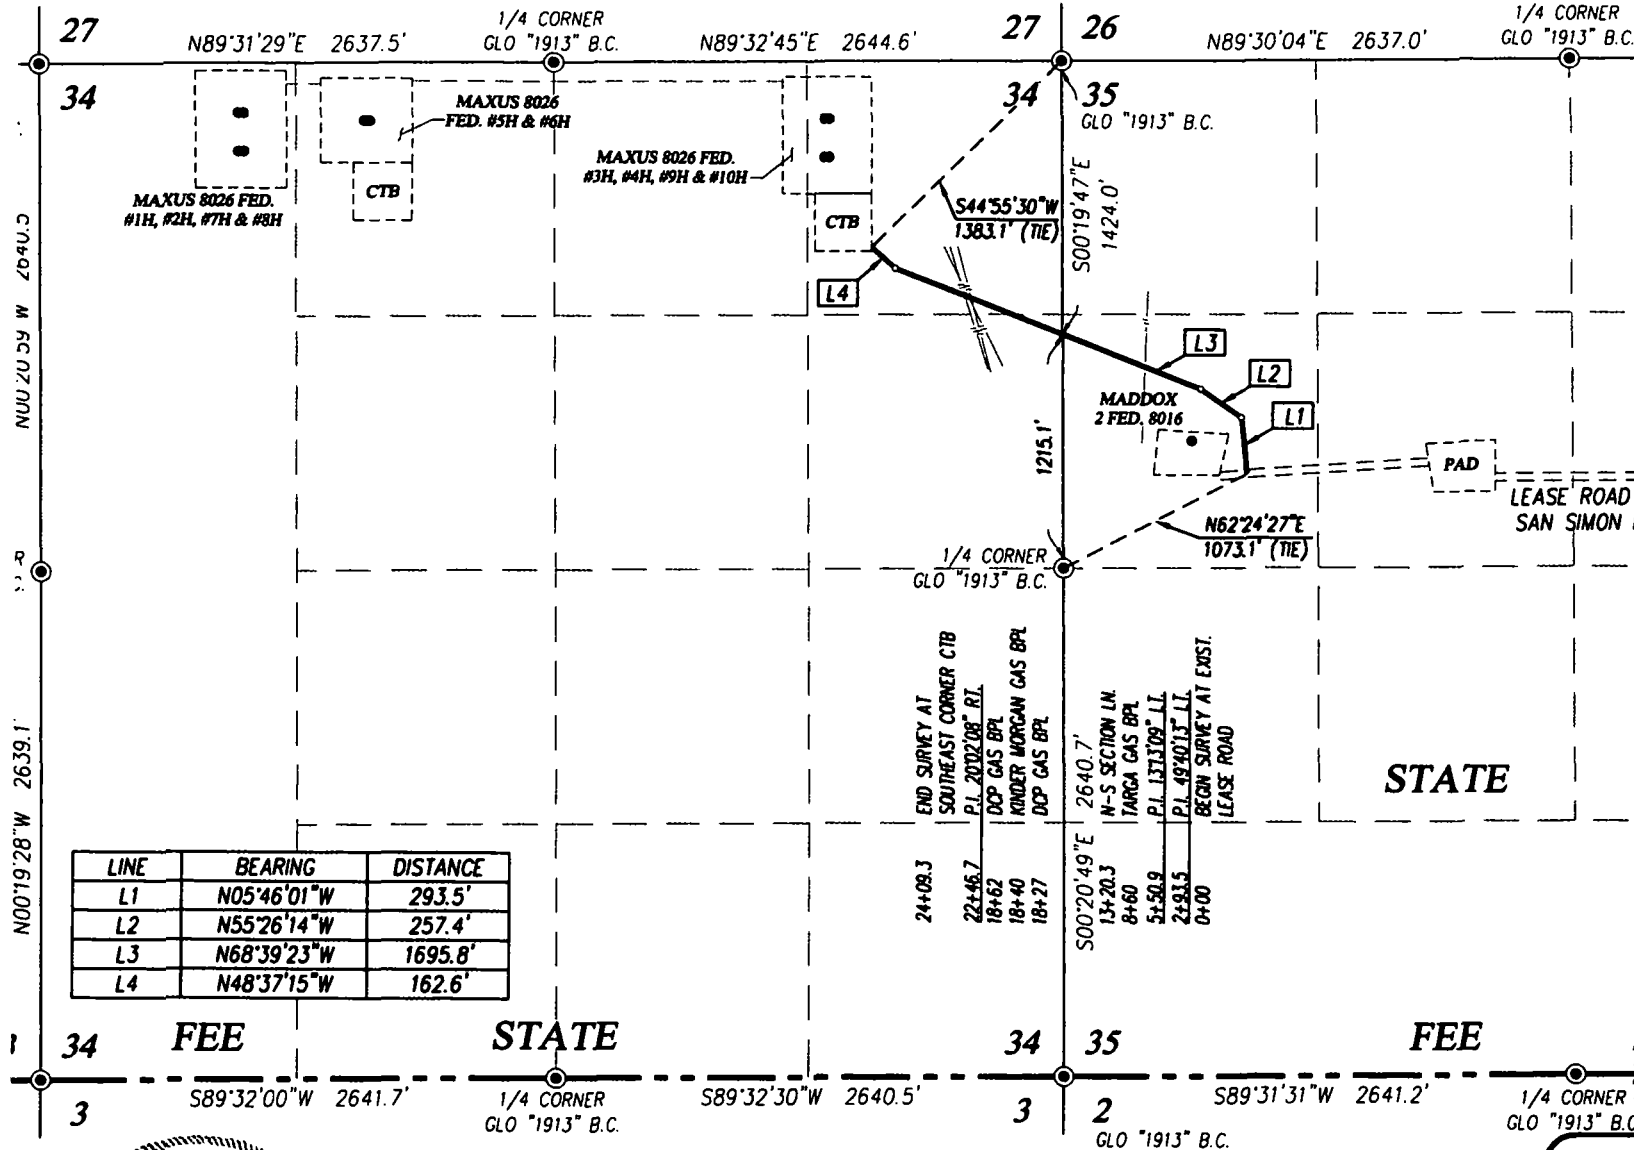 27
N89°31'29"E 2637.5'
1/4 CORNER
GLO "1913" B.C.
N89°32'45"E 2644.6'
27
26
N89°30'04"E 2637.0'
1/4 CORNER
GLO "1913" B.C.
34
34
35
GLO "1913" B.C.
MAXUS 8026
FED. #5H & #6H
MAXUS 8026 FED.
#3H, #4H, #9H & #10H
MAXUS 8026 FED.
#1H, #2H, #7H & #8H
CTB
CTB
S44°55'30"W
1383.1' (TIE)
S00°19'47"E
1424.0'
L4
L3
L2
L1
MADDOX
2 FED. 8016
1215.1'
PAD
LEASE ROAD
SAN SIMON
N62°24'27"E
1073.1' (TIE)
1/4 CORNER
GLO "1913" B.C.
24+09.3 END SURVEY AT
SOUTHEAST CORNER CTB
22+46.7 P.I. 20°02'08" RT.
18+62 DCP GAS BPL
18+40 KINDER MORGAN GAS BPL
18+27 DCP GAS BPL
S00°20'49"E 2640.7'
13+20.3 N-S SECTION LN.
8+60 TARGA GAS BPL
5+50.9 P.I. 13°13'09" LT.
2+93.5 P.I. 49°40'13" LT.
0+00 BEGIN SURVEY AT EXIST.
LEASE ROAD
STATE
N00°19'28"W 2639.1'
LINE BEARING DISTANCE
L1 N05°46'01"W 293.5'
L2 N55°26'14"W 257.4'
L3 N68°39'23"W 1695.8'
L4 N48°37'15"W 162.6'
34
FEE
STATE
34
35
FEE
3
S89°32'00"W 2641.7'
1/4 CORNER
GLO "1913" B.C.
S89°32'30"W 2640.5'
3
2
GLO "1913" B.C.
S89°31'31"W 2641.2'
1/4 CORNER
GLO "1913" B.C.